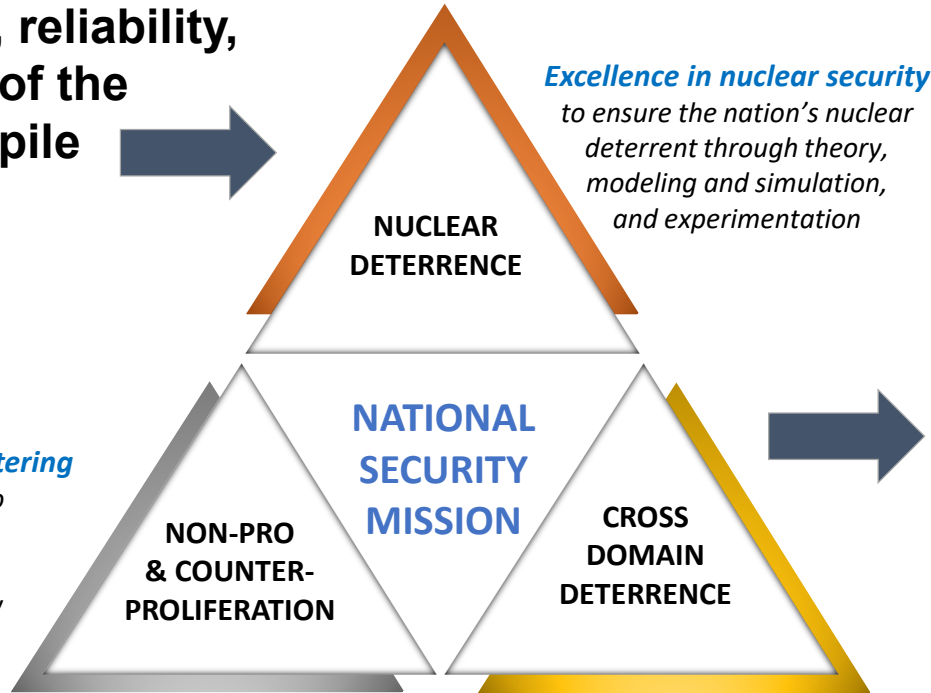 , reliability,
of the
pile
Excellence in nuclear security
to ensure the nation's nuclear
deterrent through theory,
modeling and simulation,
and experimentation
NUCLEAR
DETERRENCE
NATIONAL
SECURITY
MISSION
tering
NON-PRO
& COUNTER-
PROLIFERATION
CROSS
DOMAIN
DETERRENCE